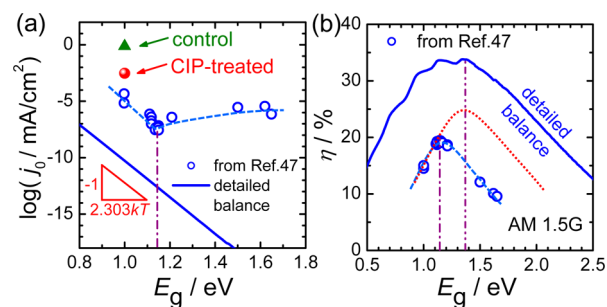 (a)
control
CIP-treated
log( j0 / mA/cm²)
0
-5
-10
-15
-1
2.303kT
from Ref.47
detailed
balance
0.8 1.0 1.2 1.4 1.6 1.8
Eg / eV
(b)
from Ref.47
detailed
balance
η / %
40
30
20
10
0
AM 1.5G
0.5 1.0 1.5 2.0 2.5
Eg / eV